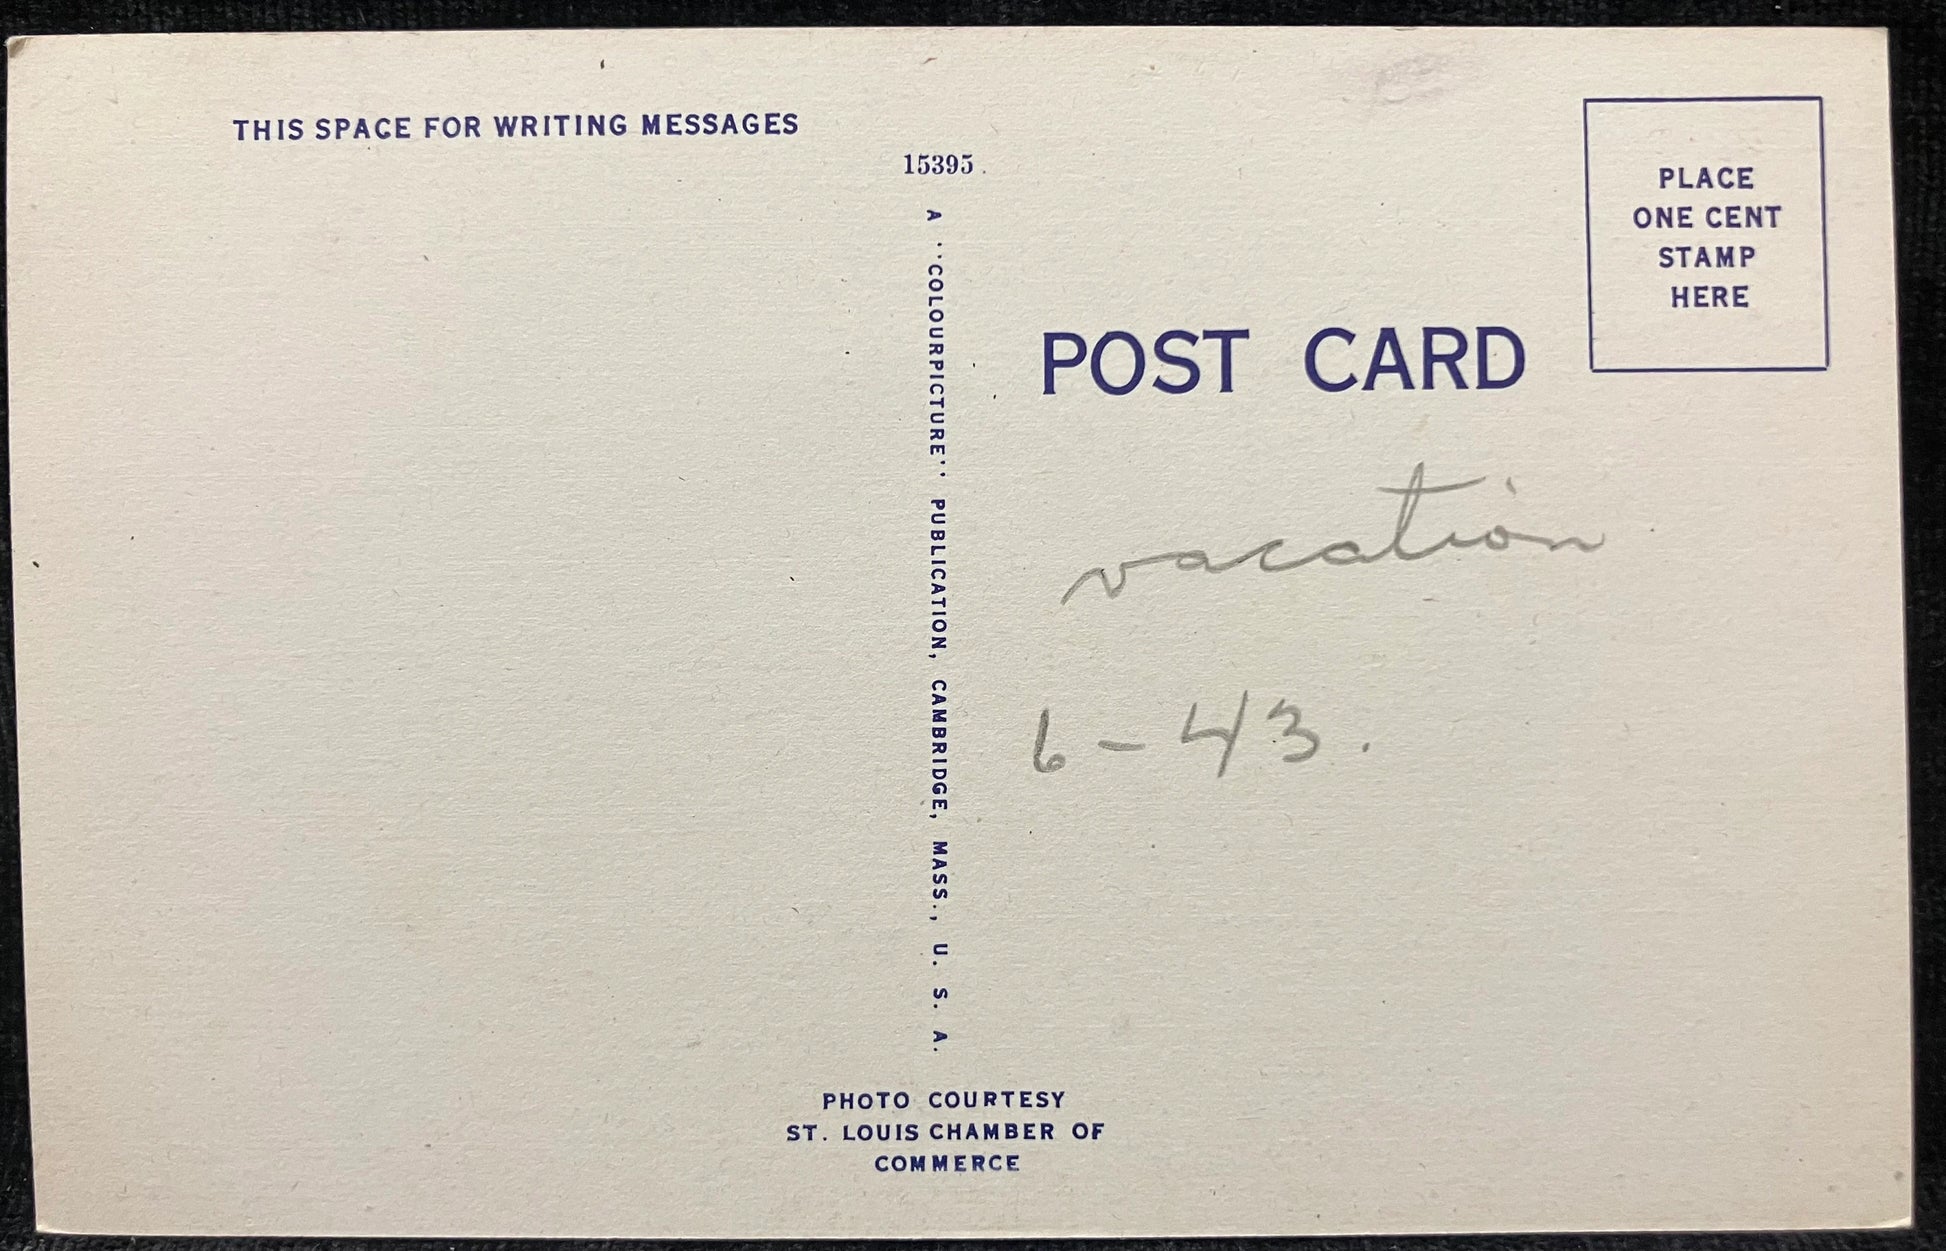 THIS SPACE FOR WRITING MESSAGES
15395.
A "COLOURPICTURE" PUBLICATION, CAMBRIDGE, MASS., U. S. A.
PHOTO COURTESY
ST. LOUIS CHAMBER OF
COMMERCE
PLACE
ONE CENT
STAMP
HERE
POST CARD
vacation
6-43.